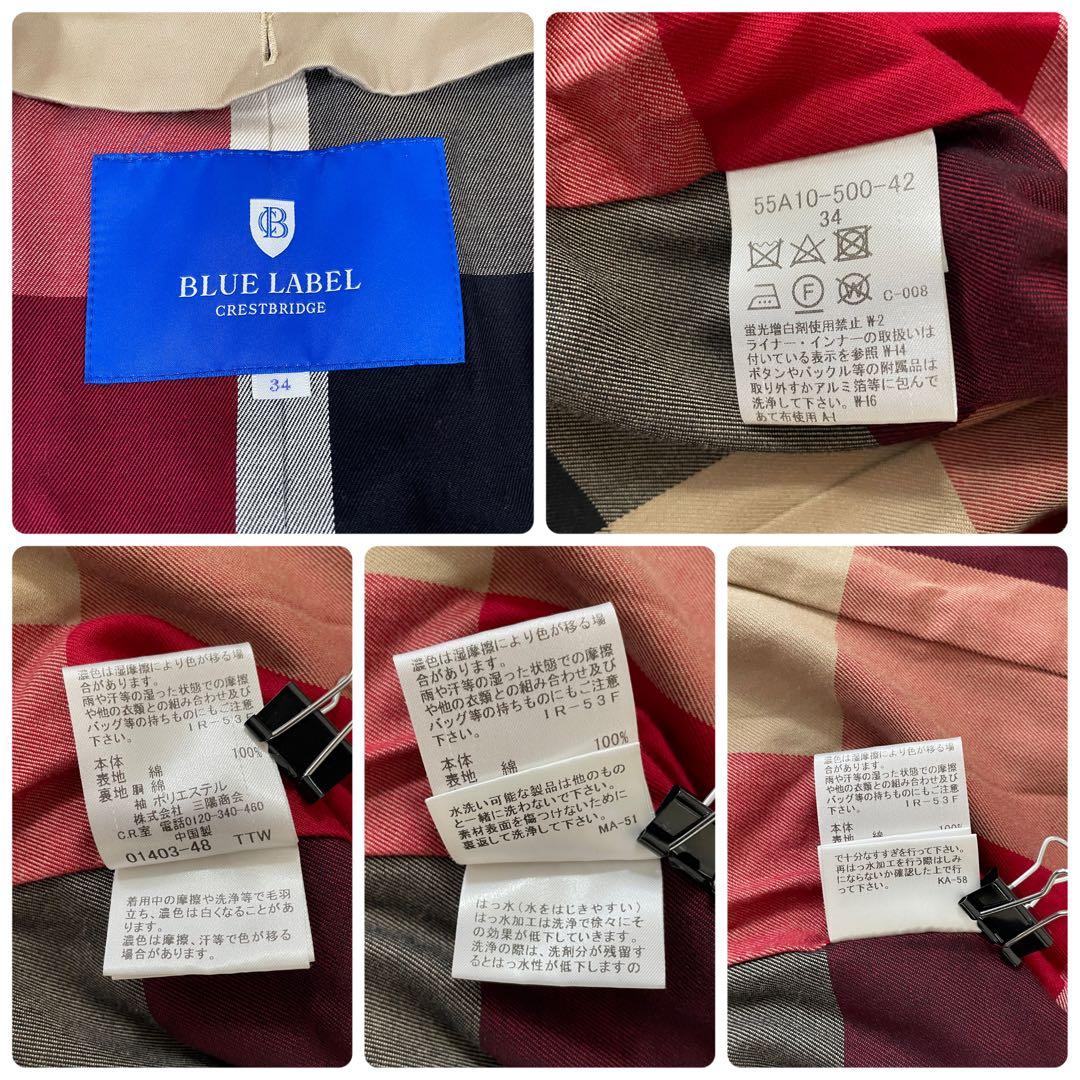 CB
BLUE LABEL
CRESTBRIDGE
34
55A10-500-42
34
F
W
C-008
蛍光増白剤使用禁止 W-2
ライナー・インナーの取扱いは
付いている表示を参照 W-14
ボタンやバックル等の附属品は
取り外すかアルミ箔等に包んで
洗浄して下さい。W-16
あて布使用 A-1
濃色は湿摩擦により色が移る場
合があります。
雨や汗等の湿った状態での摩擦
や他の衣類との組み合わせ及び
バッグ等の持ちものにもご注意
下さい。 IR-53F
本体
表地 綿 100%
裏地 胴 綿
袖 ポリエステル
株式会社 三陽商会
C.R.室 電話0120-340-460
中国製
01403-48 TTW
着用中の摩擦や洗浄等で毛羽
立ち、濃色は白くなることがあ
ります。
濃色は摩擦、汗等で色が移る
場合があります。
濃色は湿摩擦により色が移る場
合があります。
雨や汗等の湿った状態での摩擦
や他の衣類との組み合わせ及び
バッグ等の持ちものにもご注意
下さい。 IR-53F
本体
表地 綿 100%
水洗い可能な製品は他のもの
と一緒に洗わないで下さい。
素材表面を傷つけないために
裏返して洗浄して下さい。
MA-51
はっ水（水をはじきやすい）
はっ水加工は洗浄で徐々にそ
の効果が低下していきます。
洗浄の際は、洗剤分が残留す
るとはっ水性が低下しますの
濃色は湿摩擦により色が移る場
合があります。
雨や汗等の湿った状態での摩擦
や他の衣類との組み合わせ及び
バッグ等の持ちものにもご注意
下さい。 IR-53F
本体
綿 100%
で十分なすすぎを行って下さい。
再はっ水加工を行う際はしみ
にならないか確認した上で行
って下さい。 KA-58